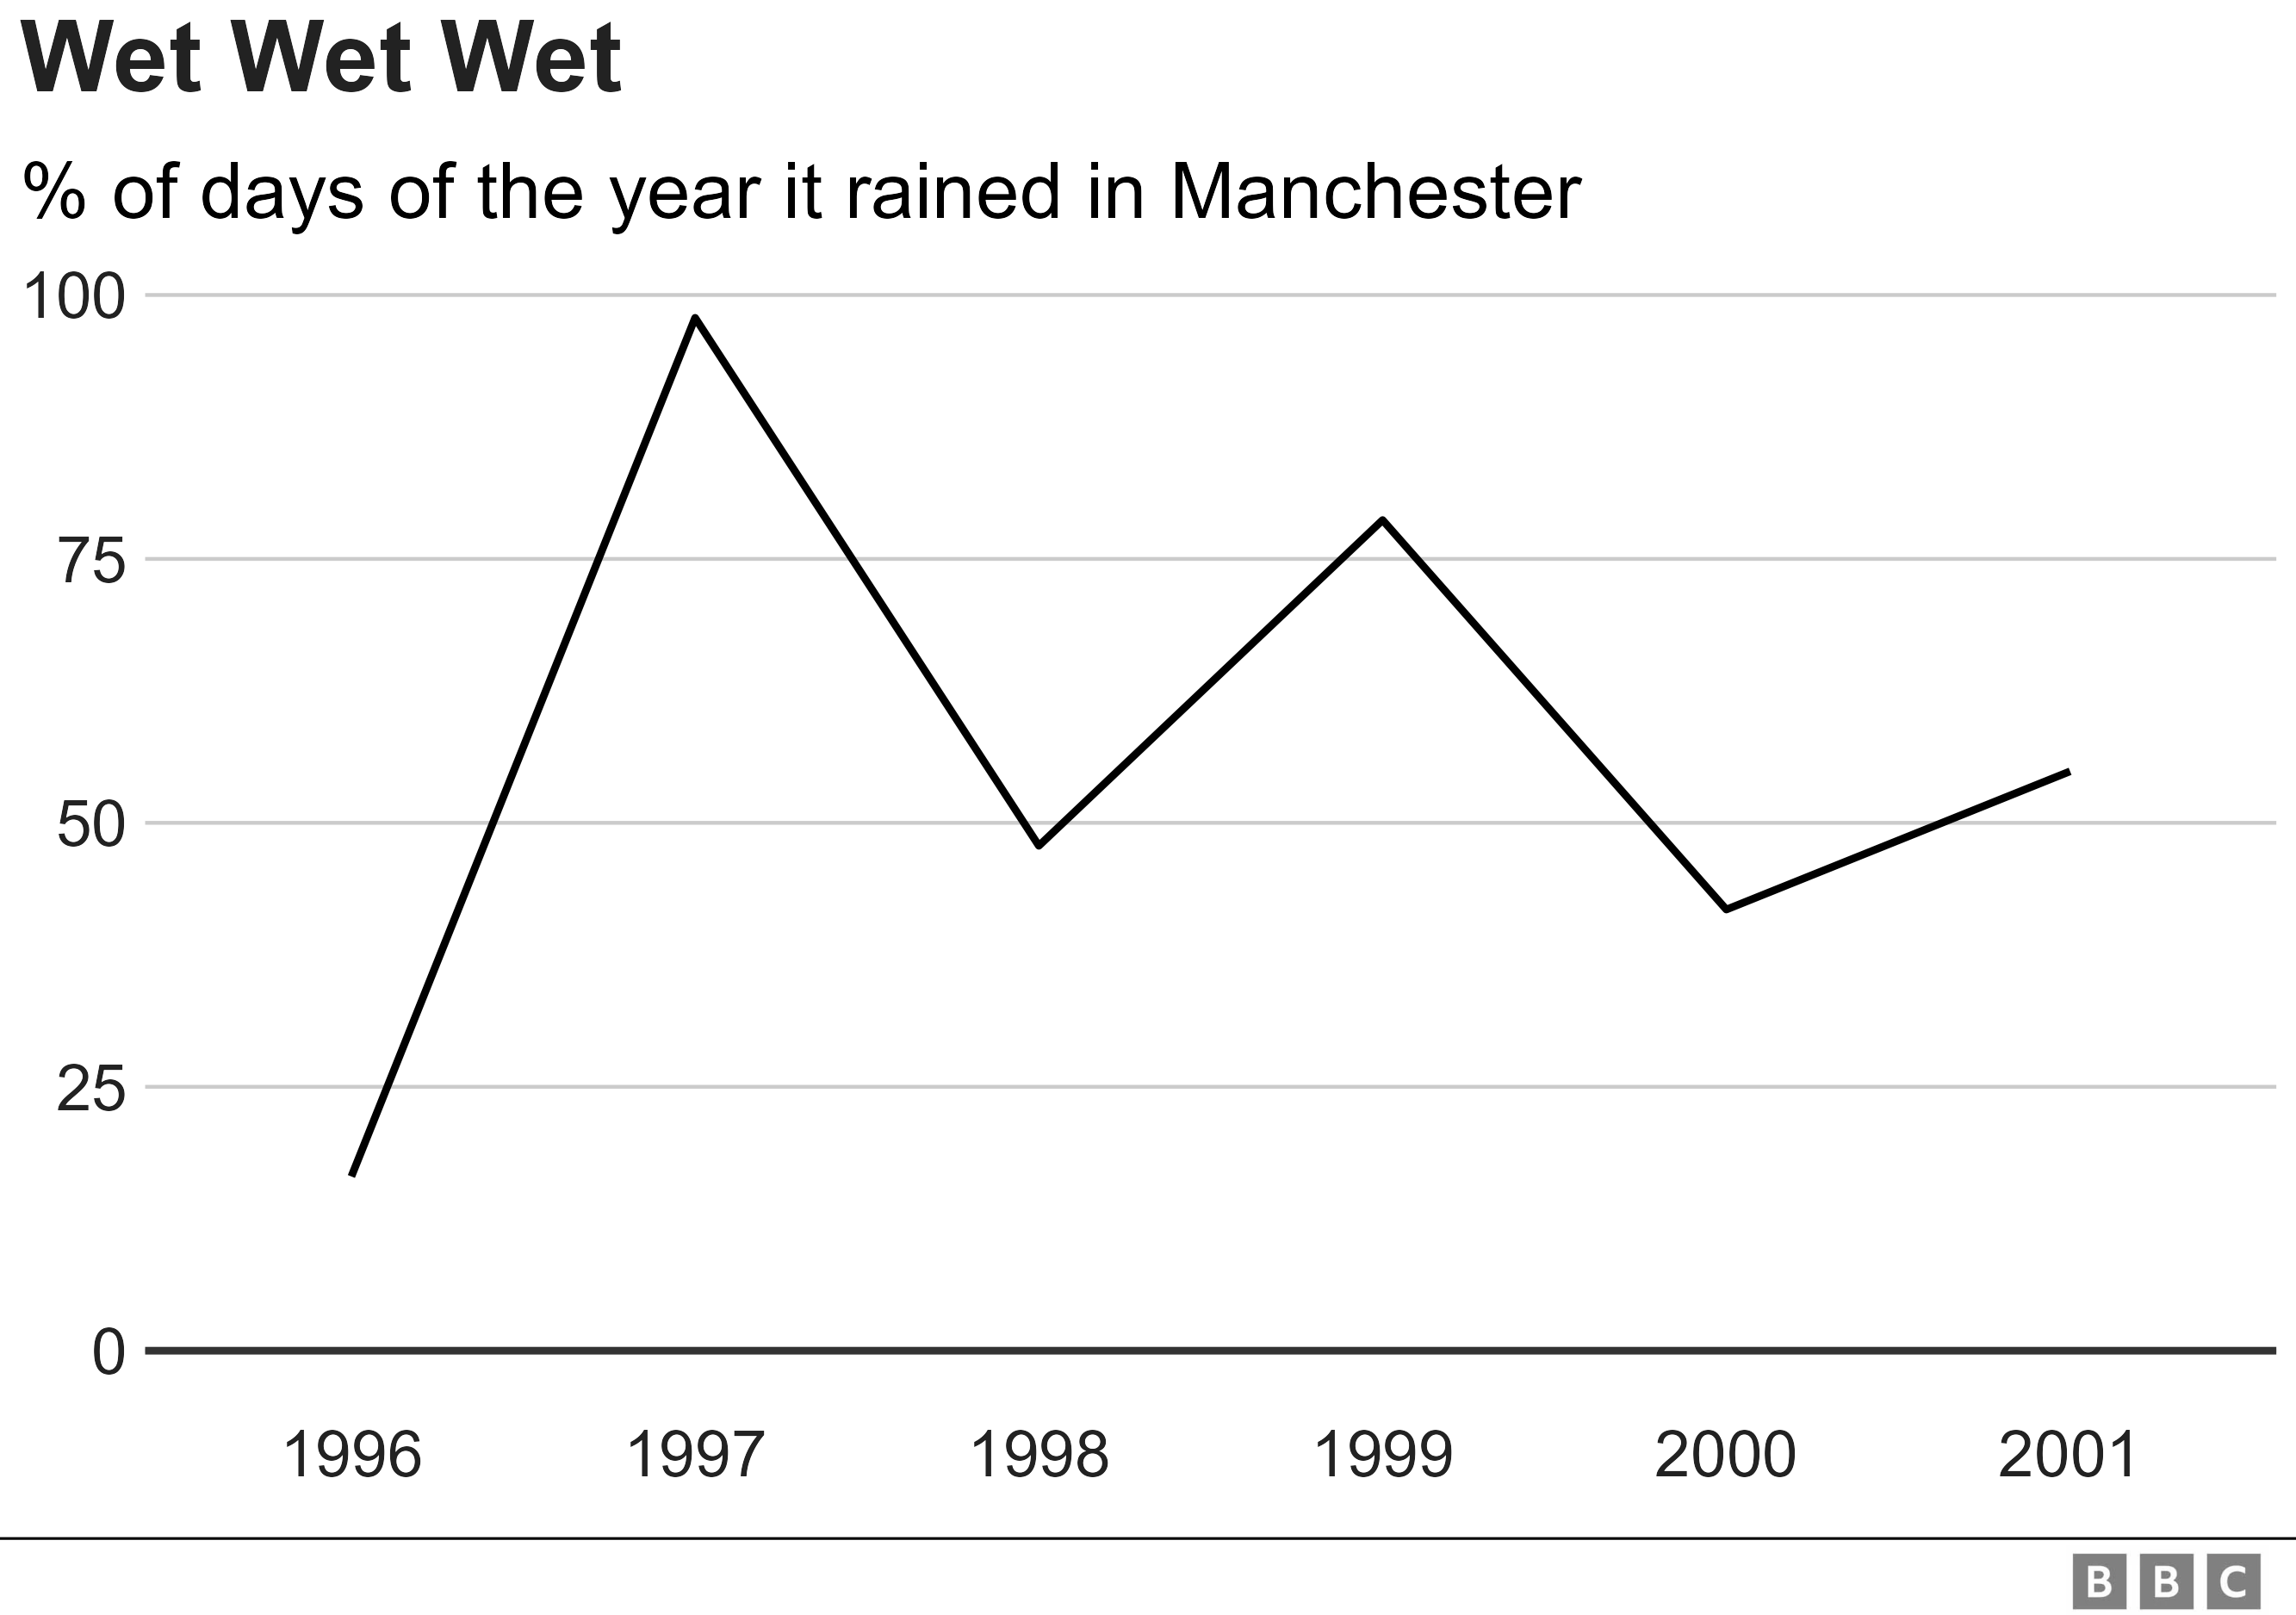 Wet Wet Wet
% of days of the year it rained in Manchester
100
75
50
25
0
1996 1997 1998 1999 2000 2001
BBC